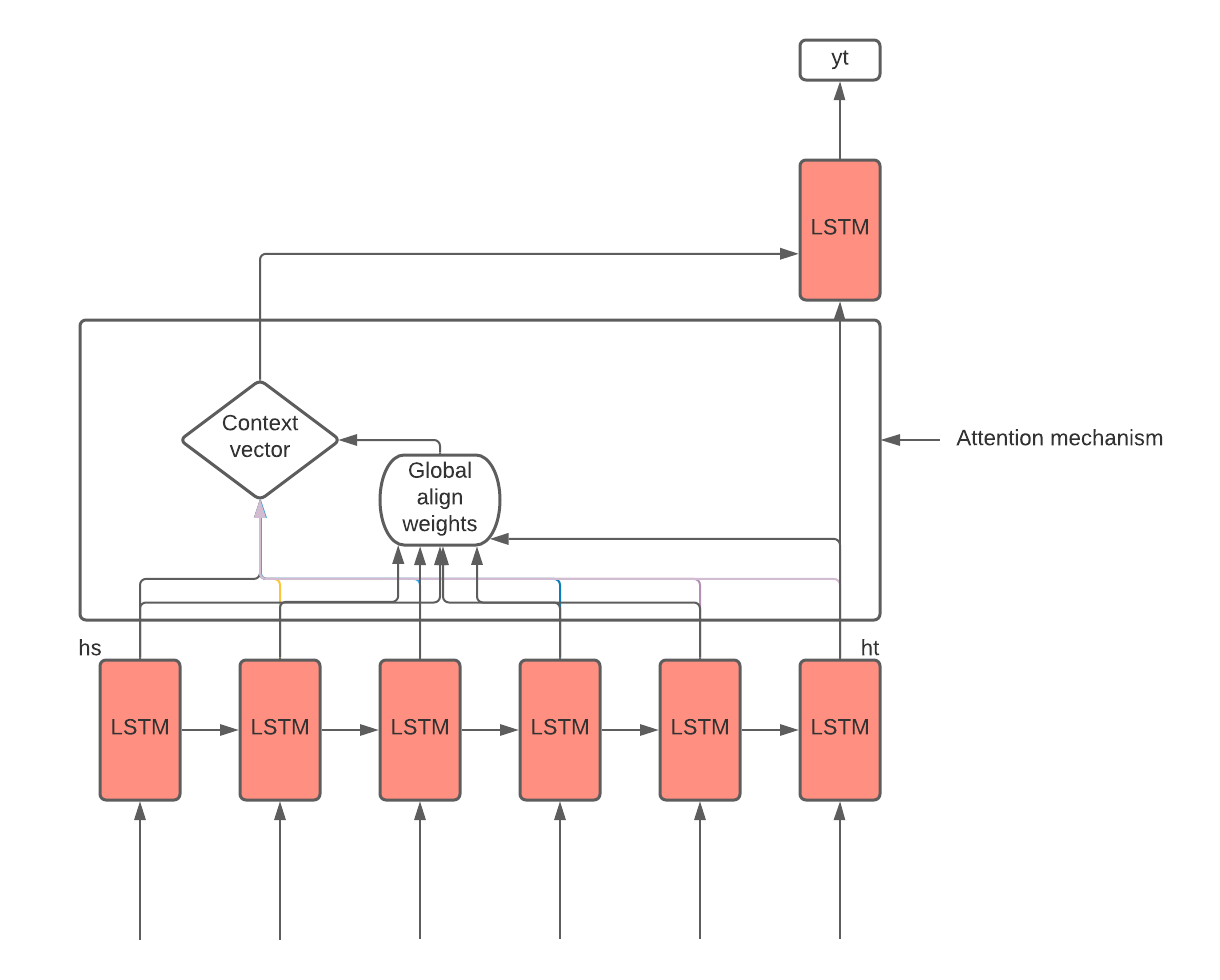 yt
LSTM
Context
vector
Attention mechanism
Global
align
weights
hs
ht
LSTM
LSTM
LSTM
LSTM
LSTM
LSTM